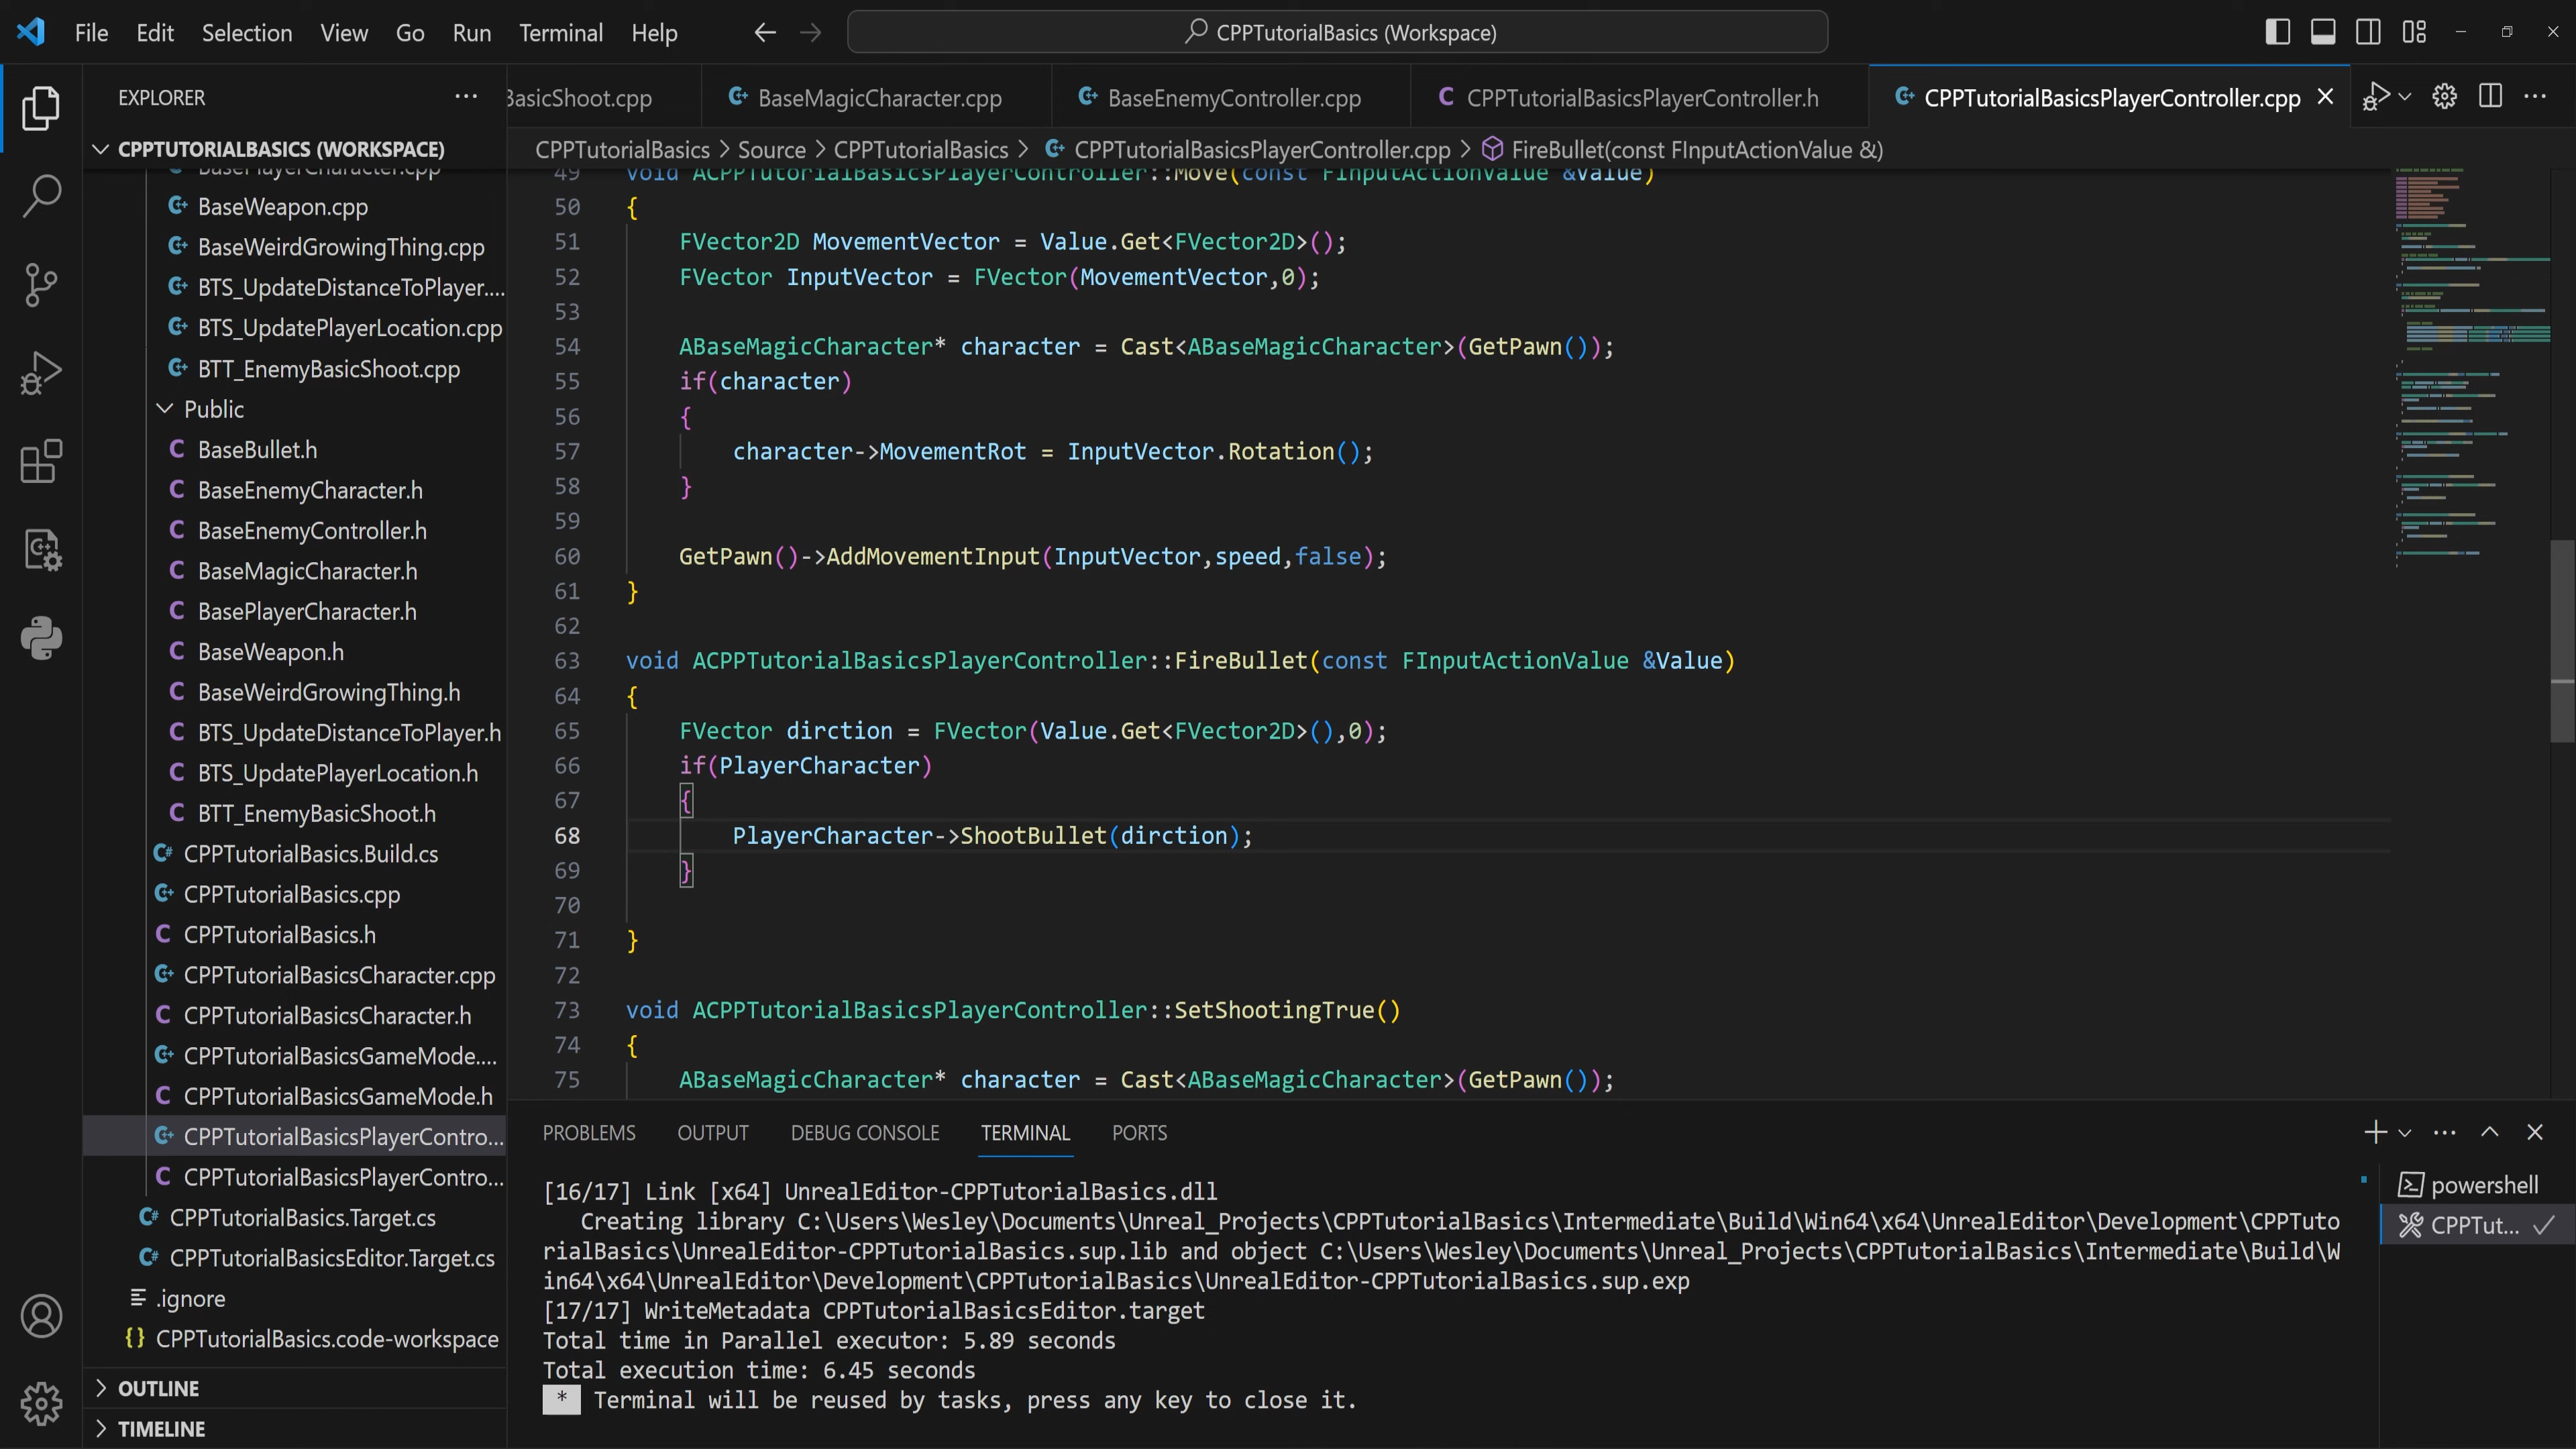 File Edit Selection View Go Run Terminal Help
CPPTutorialBasics (Workspace)
EXPLORER
BasicShoot.cpp
BaseMagicCharacter.cpp
BaseEnemyController.cpp
CPPTutorialBasicsPlayerController.h
CPPTutorialBasicsPlayerController.cpp
CPPTUTORIALBASICS (WORKSPACE)
BasePlayerCharacter.cpp
BaseWeapon.cpp
BaseWeirdGrowingThing.cpp
BTS_UpdateDistanceToPlayer....
BTS_UpdatePlayerLocation.cpp
BTT_EnemyBasicShoot.cpp
Public
BaseBullet.h
BaseEnemyCharacter.h
BaseEnemyController.h
BaseMagicCharacter.h
BasePlayerCharacter.h
BaseWeapon.h
BaseWeirdGrowingThing.h
BTS_UpdateDistanceToPlayer.h
BTS_UpdatePlayerLocation.h
BTT_EnemyBasicShoot.h
CPPTutorialBasics.Build.cs
CPPTutorialBasics.cpp
CPPTutorialBasics.h
CPPTutorialBasicsCharacter.cpp
CPPTutorialBasicsCharacter.h
CPPTutorialBasicsGameMode....
CPPTutorialBasicsGameMode.h
CPPTutorialBasicsPlayerContro...
CPPTutorialBasicsPlayerContro...
CPPTutorialBasics.Target.cs
CPPTutorialBasicsEditor.Target.cs
.ignore
CPPTutorialBasics.code-workspace
OUTLINE
TIMELINE
CPPTutorialBasics > Source > CPPTutorialBasics > CPPTutorialBasicsPlayerController.cpp > FireBullet(const FInputActionValue &)
49 void ACPPTutorialBasicsPlayerController::Move(const FInputActionValue &Value)
50 {
51 FVector2D MovementVector = Value.Get<FVector2D>();
52 FVector InputVector = FVector(MovementVector,0);
53
54 ABaseMagicCharacter* character = Cast<ABaseMagicCharacter>(GetPawn());
55 if(character)
56 {
57 character->MovementRot = InputVector.Rotation();
58 }
59
60 GetPawn()->AddMovementInput(InputVector,speed,false);
61 }
62
63 void ACPPTutorialBasicsPlayerController::FireBullet(const FInputActionValue &Value)
64 {
65 FVector dirction = FVector(Value.Get<FVector2D>(),0);
66 if(PlayerCharacter)
67 {
68 PlayerCharacter->ShootBullet(dirction);
69 }
70
71 }
72
73 void ACPPTutorialBasicsPlayerController::SetShootingTrue()
74 {
75 ABaseMagicCharacter* character = Cast<ABaseMagicCharacter>(GetPawn());
PROBLEMS OUTPUT DEBUG CONSOLE TERMINAL PORTS
[16/17] Link [x64] UnrealEditor-CPPTutorialBasics.dll
Creating library C:\Users\Wesley\Documents\Unreal_Projects\CPPTutorialBasics\Intermediate\Build\Win64\x64\UnrealEditor\Development\CPPTuto
rialBasics\UnrealEditor-CPPTutorialBasics.sup.lib and object C:\Users\Wesley\Documents\Unreal_Projects\CPPTutorialBasics\Intermediate\Build\W
in64\x64\UnrealEditor\Development\CPPTutorialBasics\UnrealEditor-CPPTutorialBasics.sup.exp
[17/17] WriteMetadata CPPTutorialBasicsEditor.target
Total time in Parallel executor: 5.89 seconds
Total execution time: 6.45 seconds
* Terminal will be reused by tasks, press any key to close it.
powershell
CPPTut...